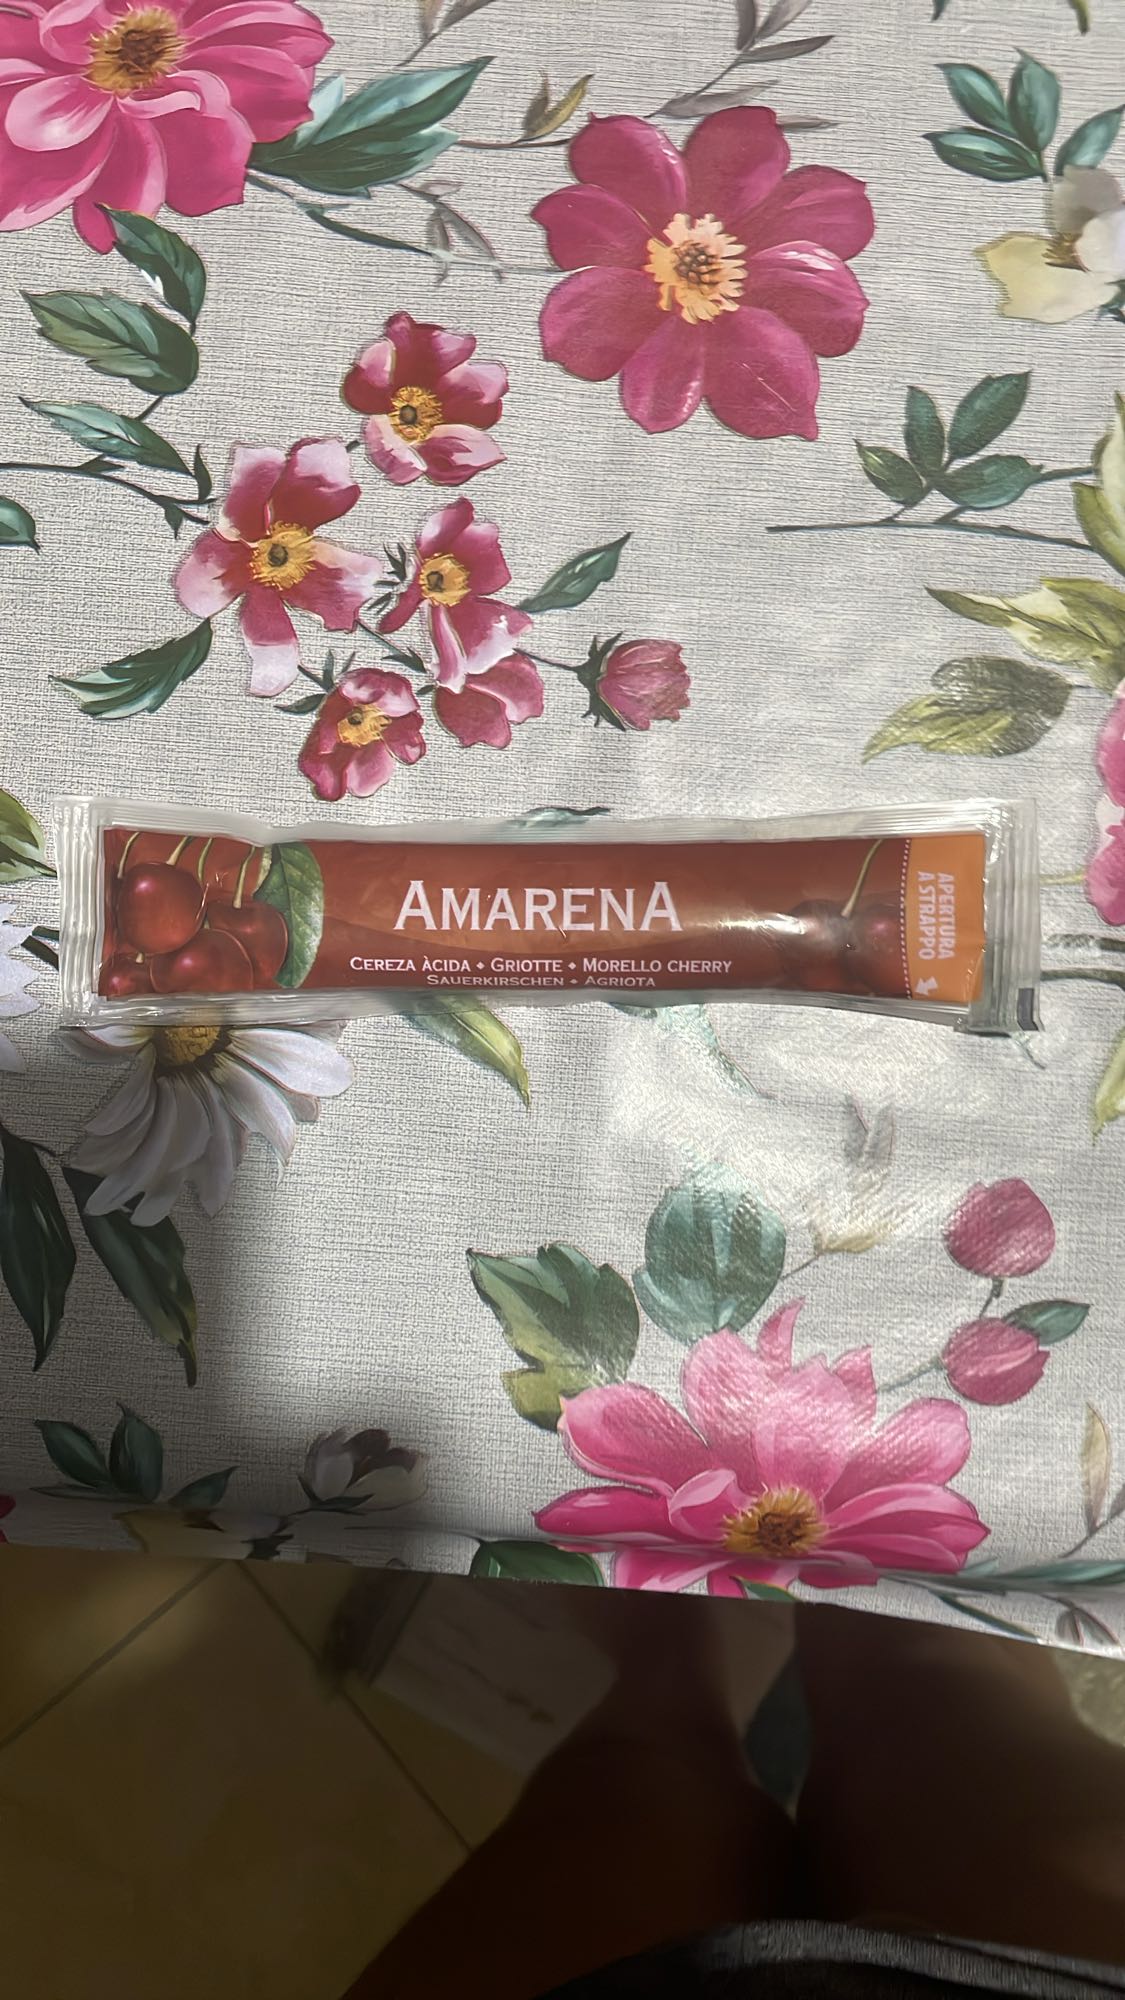 AMARENA
CEREZA ÀCIDA • GRIOTTE • MORELLO CHERRY
SAUERKIRSCHEN • AGRIOTA
APERTURA
A STRAPPO